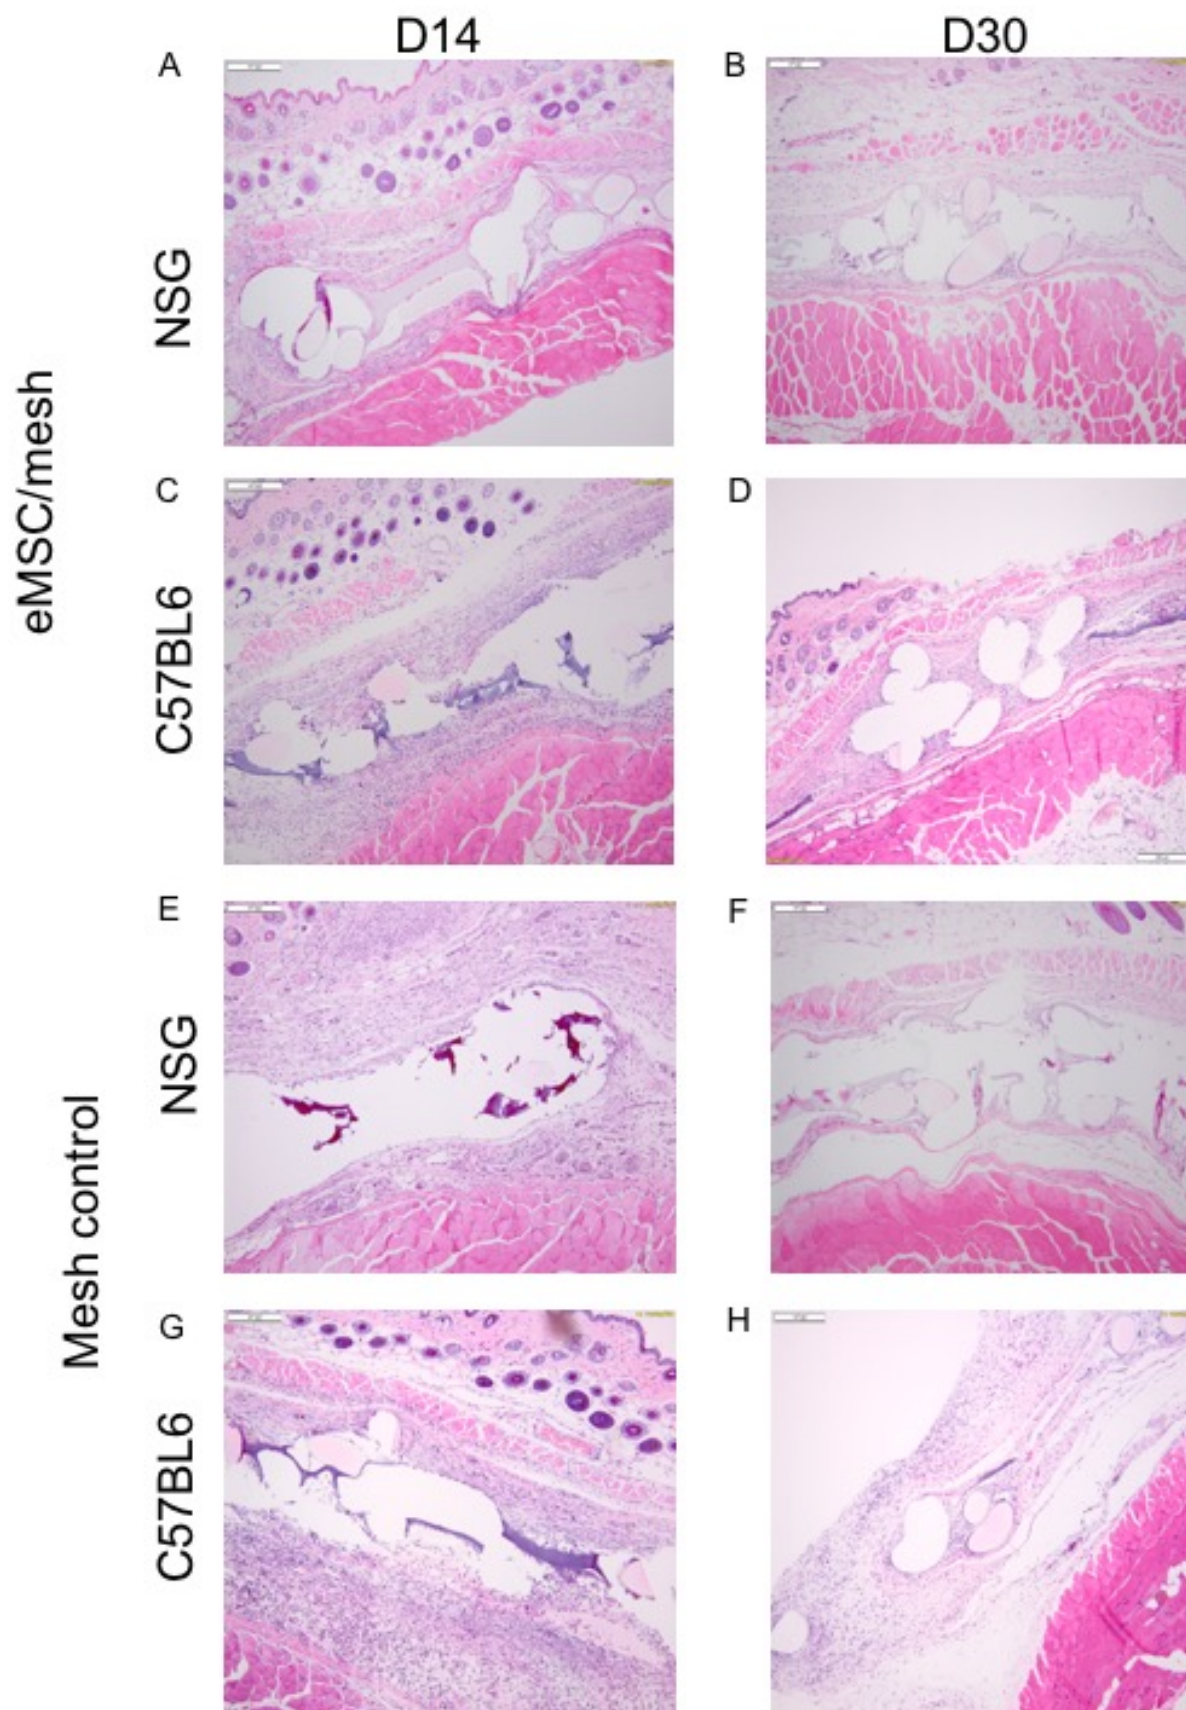 D14 D30
A B
NSG
eMSC/mesh
C D
C57BL6
E F
NSG
Mesh control
G H
C57BL6